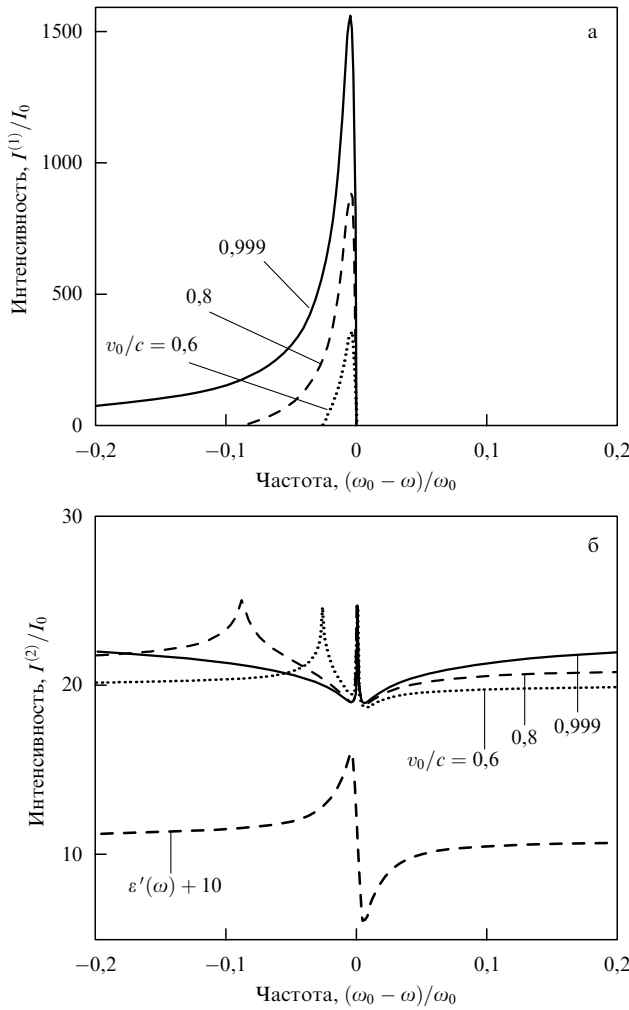 1500
а
1000
0,999
500
0,8
v₀/c = 0,6
0
−0,2
−0,1
0
0,1
0,2
Интенсивность, I⁽¹⁾/I₀
Частота, (ω₀ − ω)/ω₀
30
б
20
v₀/c = 0,6
0,8
0,999
10
ε′(ω) + 10
−0,2
−0,1
0
0,1
0,2
Интенсивность, I⁽²⁾/I₀
Частота, (ω₀ − ω)/ω₀